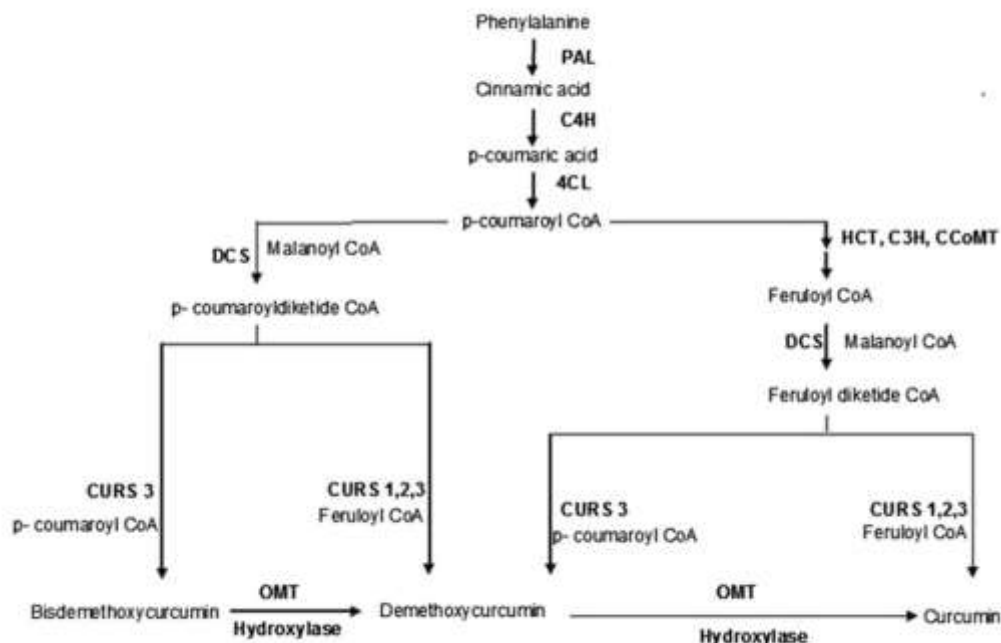 Phenylalanine
PAL
Cinnamic acid
C4H
p-coumaric acid
4CL
p-coumaroyl CoA
DCS Malanoyl CoA
HCT, C3H, CCoMT
p- coumaroyldiketide CoA
Feruloyl CoA
DCS Malanoyl CoA
Feruloyl diketide CoA
CURS 3
p- coumaroyl CoA
CURS 1,2,3
Feruloyl CoA
CURS 3
p- coumaroyl CoA
CURS 1,2,3
Feruloyl CoA
Bisdemethoxycurcumin
OMT
Hydroxylase
Demethoxycurcumin
OMT
Hydroxylase
Curcumin